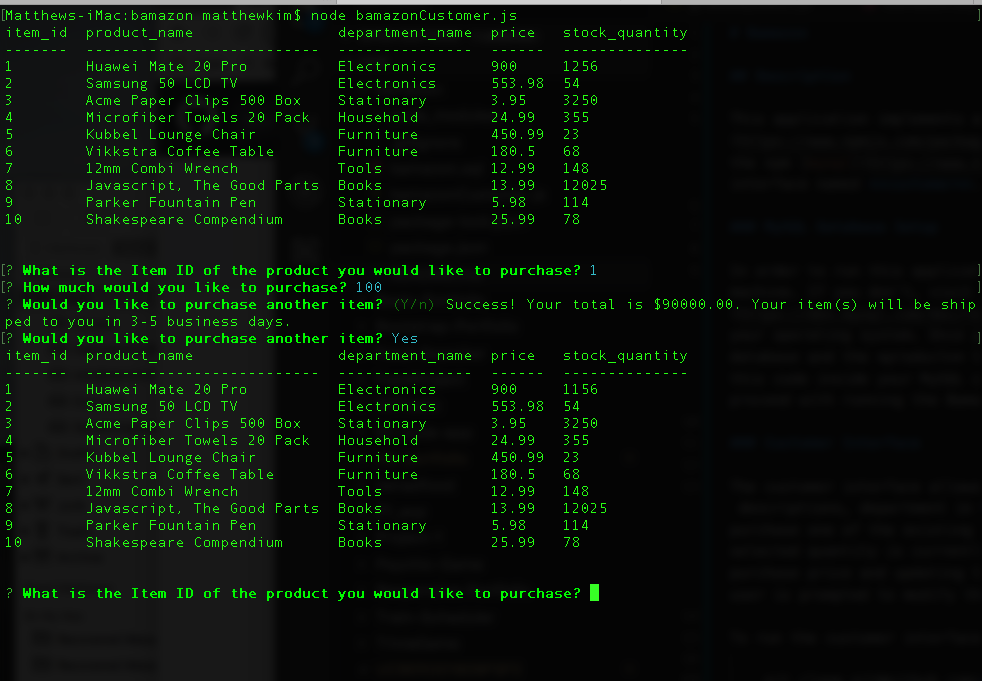 [Matthews-iMac:bamazon matthewkim$ node bamazonCustomer.js ]
item_id product_name department_name price stock_quantity
------- -------------------------- --------------- ------ --------------
1 Huawei Mate 20 Pro Electronics 900 1256
2 Samsung 50 LCD TV Electronics 553.98 54
3 Acme Paper Clips 500 Box Stationary 3.95 3250
4 Microfiber Towels 20 Pack Household 24.99 355
5 Kubbel Lounge Chair Furniture 450.99 23
6 Vikkstra Coffee Table Furniture 180.5 68
7 12mm Combi Wrench Tools 12.99 148
8 Javascript, The Good Parts Books 13.99 12025
9 Parker Fountain Pen Stationary 5.98 114
10 Shakespeare Compendium Books 25.99 78
[? What is the Item ID of the product you would like to purchase? 1 ]
[? How much would you like to purchase? 100 ]
? Would you like to purchase another item? (Y/n) Success! Your total is $90000.00. Your item(s) will be ship
ped to you in 3-5 business days.
[? Would you like to purchase another item? Yes ]
item_id product_name department_name price stock_quantity
------- -------------------------- --------------- ------ --------------
1 Huawei Mate 20 Pro Electronics 900 1156
2 Samsung 50 LCD TV Electronics 553.98 54
3 Acme Paper Clips 500 Box Stationary 3.95 3250
4 Microfiber Towels 20 Pack Household 24.99 355
5 Kubbel Lounge Chair Furniture 450.99 23
6 Vikkstra Coffee Table Furniture 180.5 68
7 12mm Combi Wrench Tools 12.99 148
8 Javascript, The Good Parts Books 13.99 12025
9 Parker Fountain Pen Stationary 5.98 114
10 Shakespeare Compendium Books 25.99 78
? What is the Item ID of the product you would like to purchase?